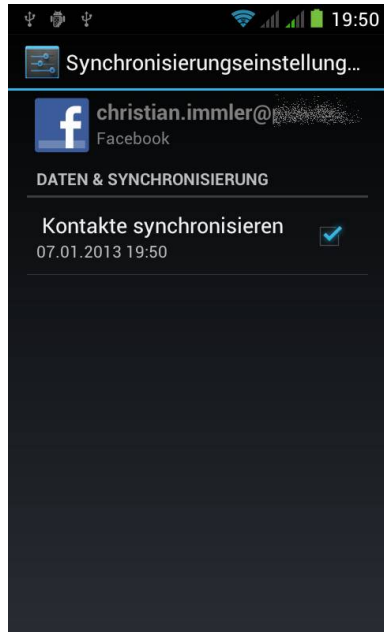 19:50
Synchronisierungseinstellung...
christian.immler@
Facebook
DATEN & SYNCHRONISIERUNG
Kontakte synchronisieren
07.01.2013 19:50